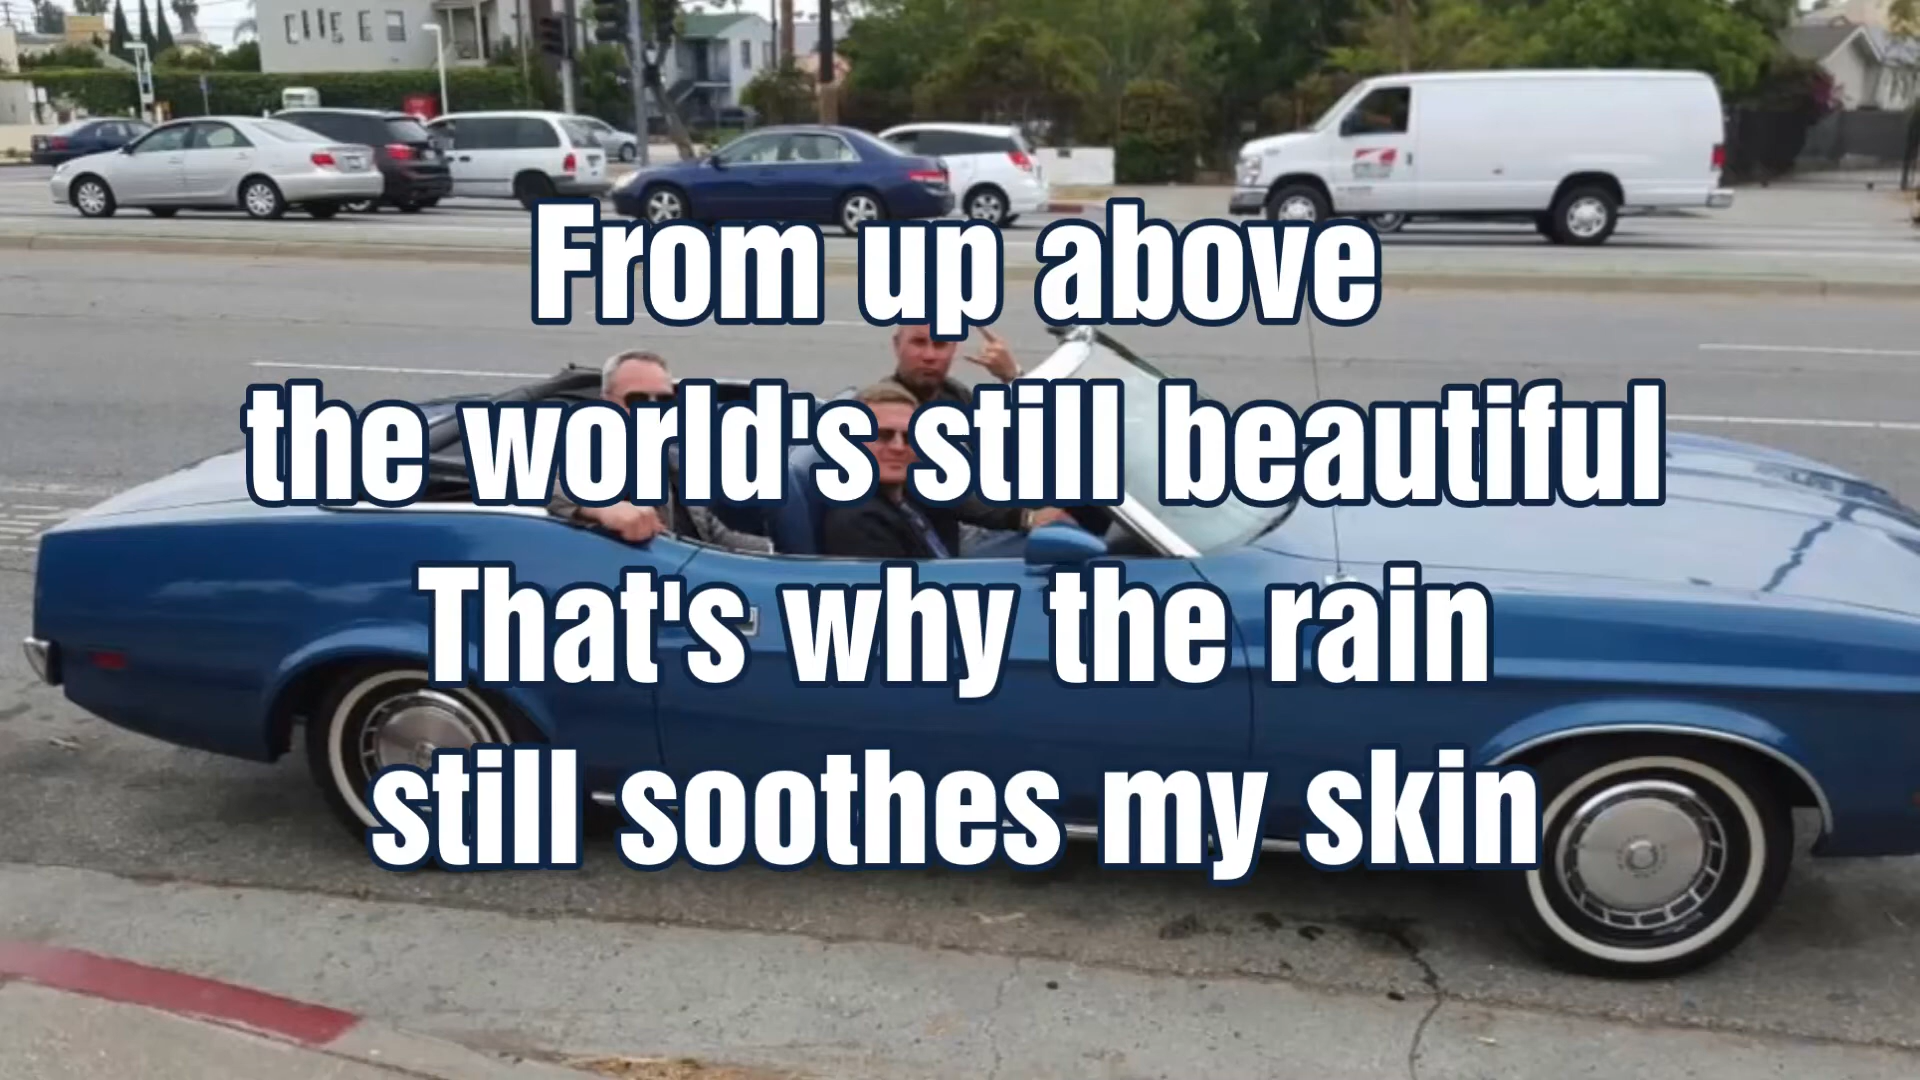 From up above
the world's still beautiful
That's why the rain
still soothes my skin